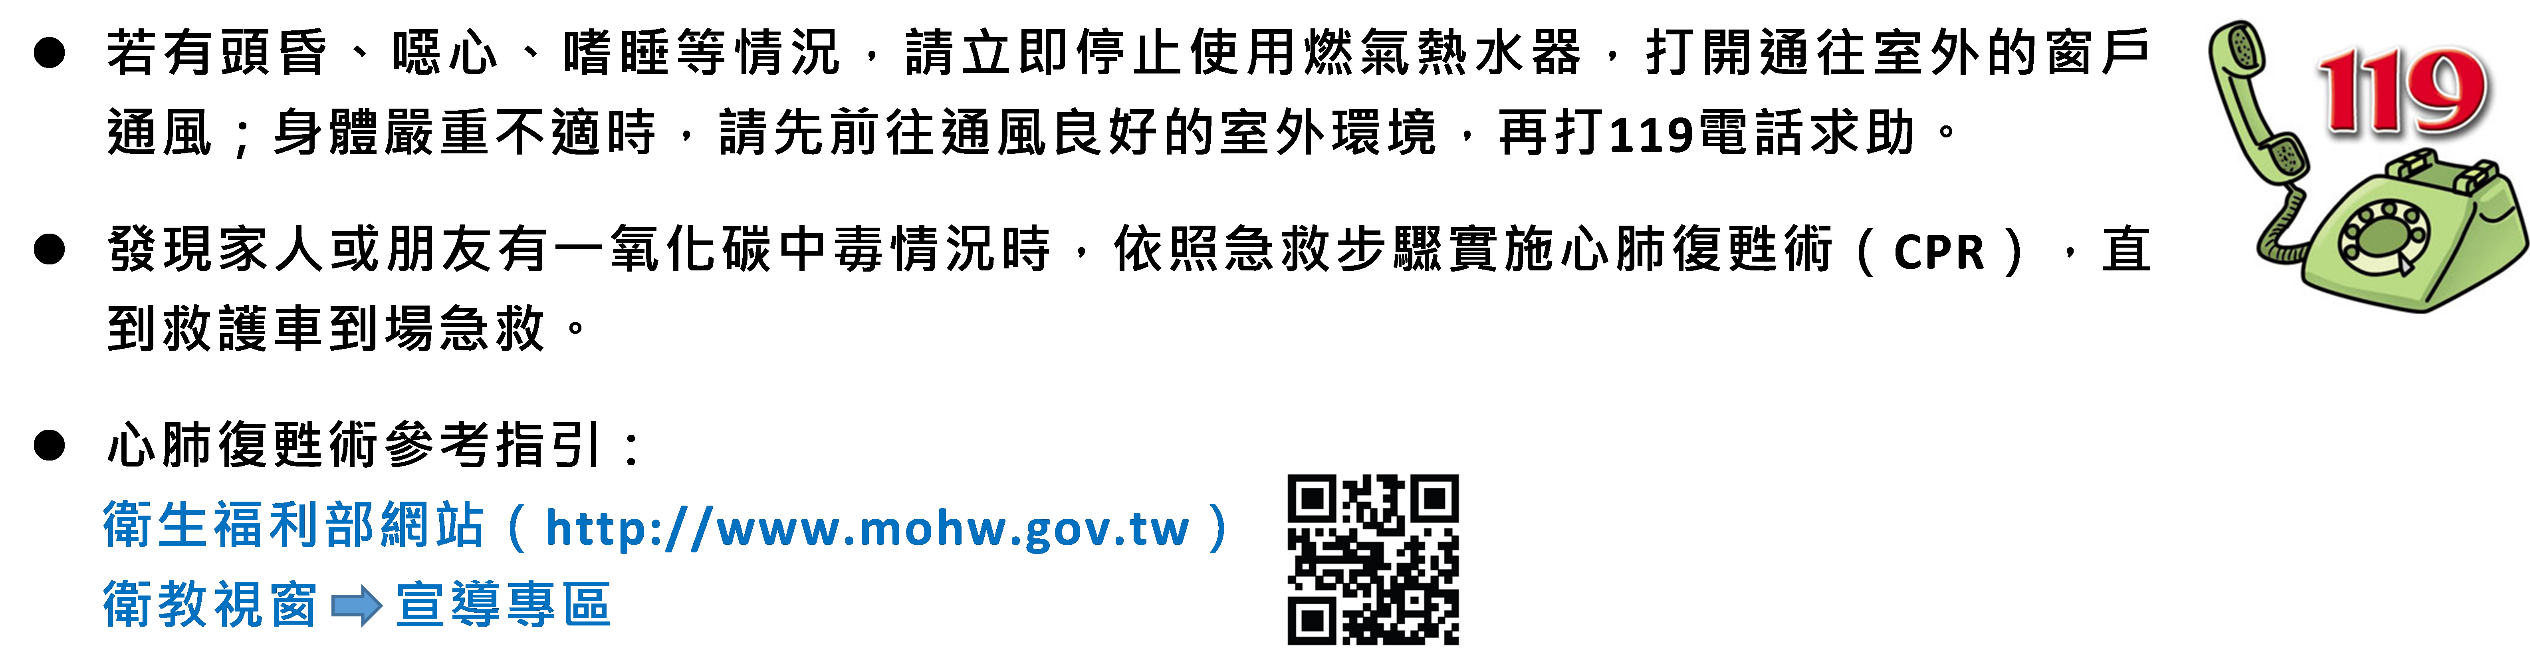 ● 若有頭昏、噁心、嗜睡等情況，請立即停止使用燃氣熱水器，打開通往室外的窗戶
通風；身體嚴重不適時，請先前往通風良好的室外環境，再打119電話求助。
119
● 發現家人或朋友有一氧化碳中毒情況時，依照急救步驟實施心肺復甦術（CPR），直
到救護車到場急救。
● 心肺復甦術參考指引：
衛生福利部網站（http://www.mohw.gov.tw）
衛教視窗➡宣導專區